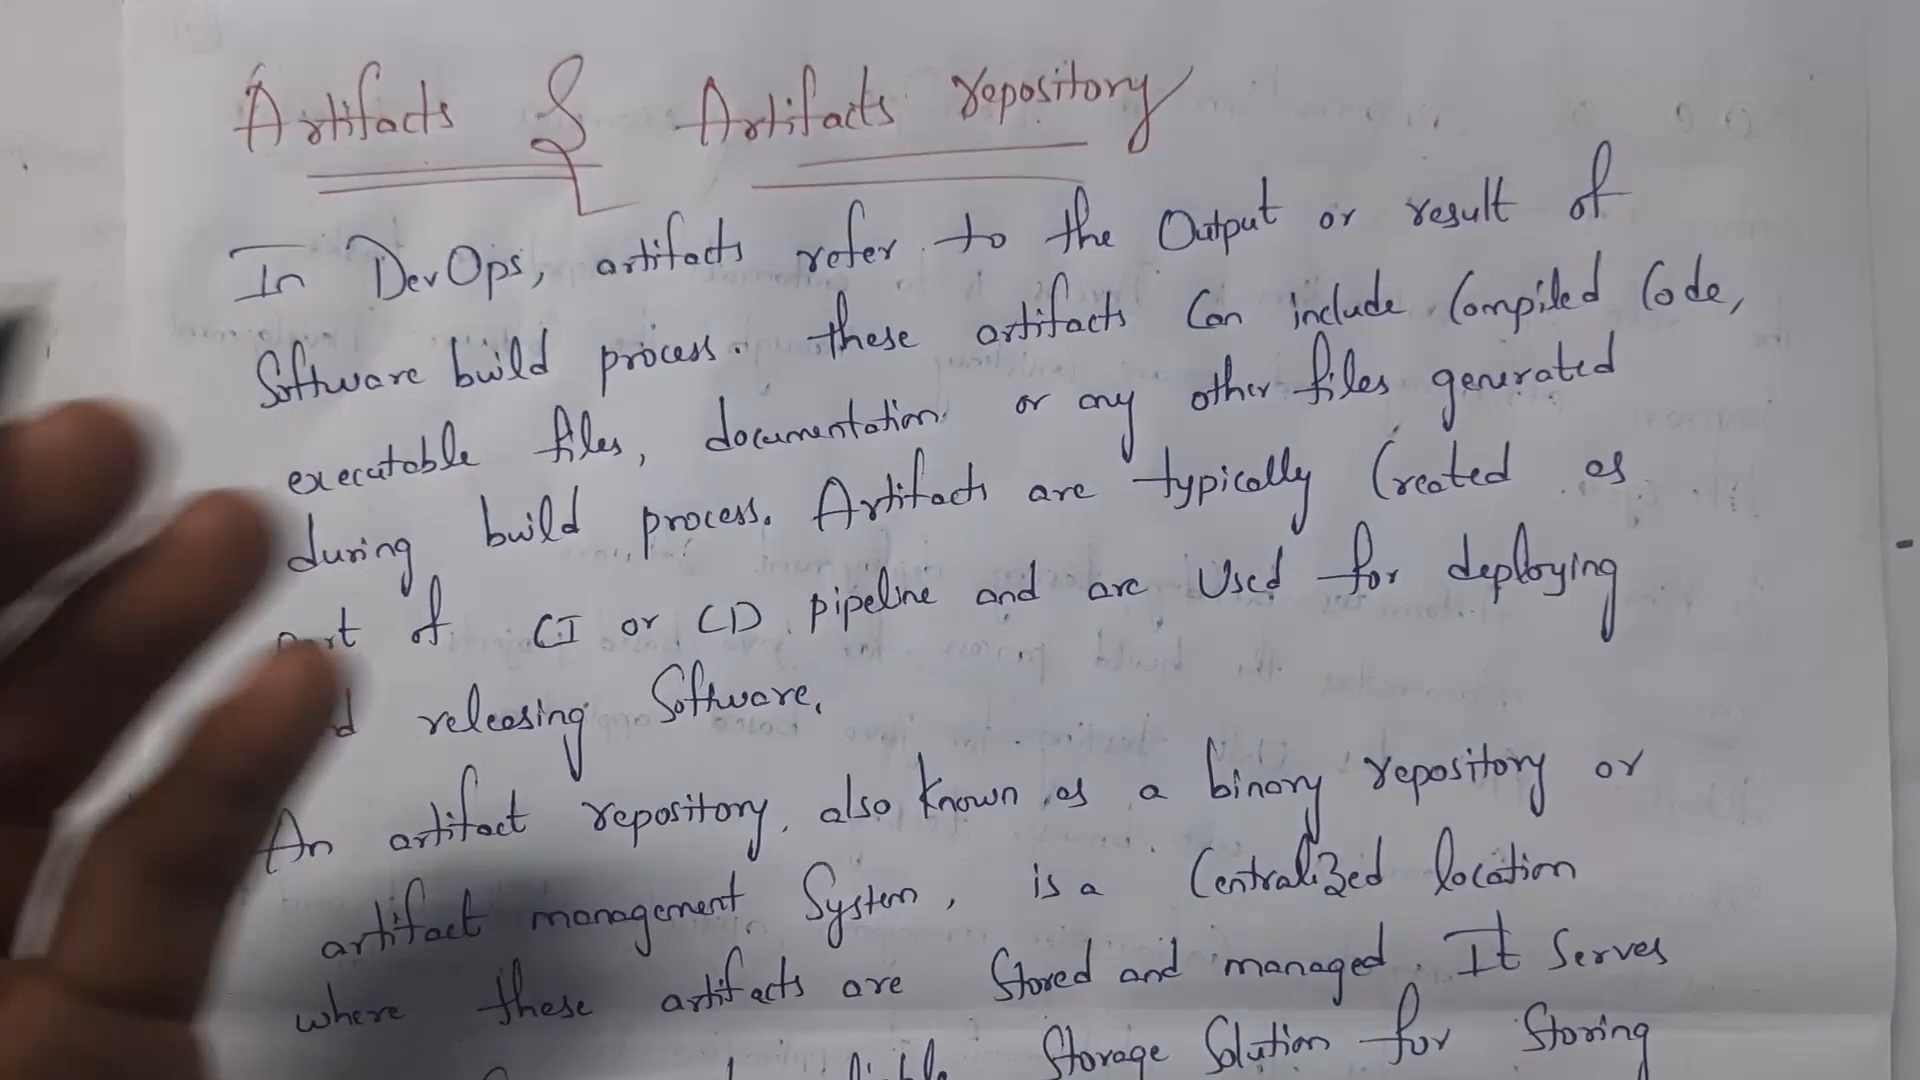 Artifacts & Artifacts repository
In DevOps, artifacts refer to the Output or result of
Software build process. these artifacts Can include Compiled Code,
executable files, documentation or any other files generated
during build process. Artifacts are typically Created as
of CI or CD pipeline and are Used for deploying
releasing Software.
An artifact repository, also known as a binary repository or
artifact management System, is a Centralized location
where these artifacts are Stored and managed. It Serves
Storage Solution for Storing